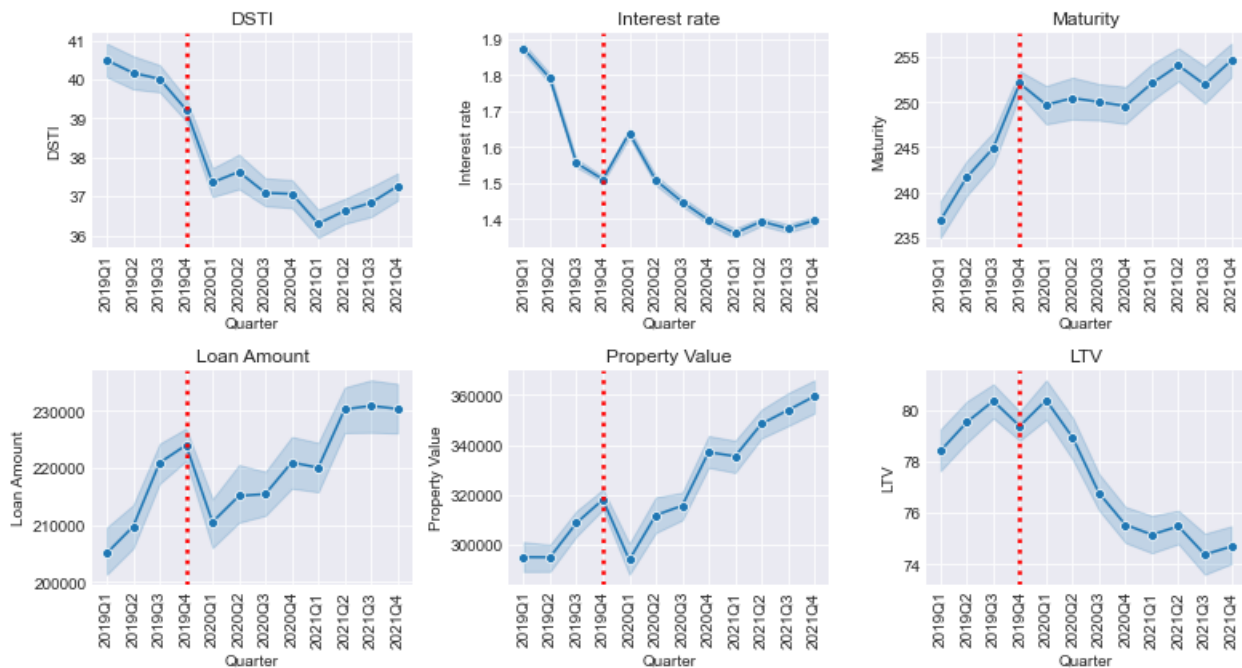 DSTI
41
40
39
38
37
36
DSTI
2019Q1
2019Q2
2019Q3
2019Q4
2020Q1
2020Q2
2020Q3
2020Q4
2021Q1
2021Q2
2021Q3
2021Q4
Quarter
Interest rate
1.9
1.8
1.7
1.6
1.5
1.4
Interest rate
2019Q1
2019Q2
2019Q3
2019Q4
2020Q1
2020Q2
2020Q3
2020Q4
2021Q1
2021Q2
2021Q3
2021Q4
Quarter
Maturity
255
250
245
240
235
Maturity
2019Q1
2019Q2
2019Q3
2019Q4
2020Q1
2020Q2
2020Q3
2020Q4
2021Q1
2021Q2
2021Q3
2021Q4
Quarter
Loan Amount
230000
220000
210000
200000
Loan Amount
2019Q1
2019Q2
2019Q3
2019Q4
2020Q1
2020Q2
2020Q3
2020Q4
2021Q1
2021Q2
2021Q3
2021Q4
Quarter
Property Value
360000
340000
320000
300000
Property Value
2019Q1
2019Q2
2019Q3
2019Q4
2020Q1
2020Q2
2020Q3
2020Q4
2021Q1
2021Q2
2021Q3
2021Q4
Quarter
LTV
80
78
76
74
LTV
2019Q1
2019Q2
2019Q3
2019Q4
2020Q1
2020Q2
2020Q3
2020Q4
2021Q1
2021Q2
2021Q3
2021Q4
Quarter